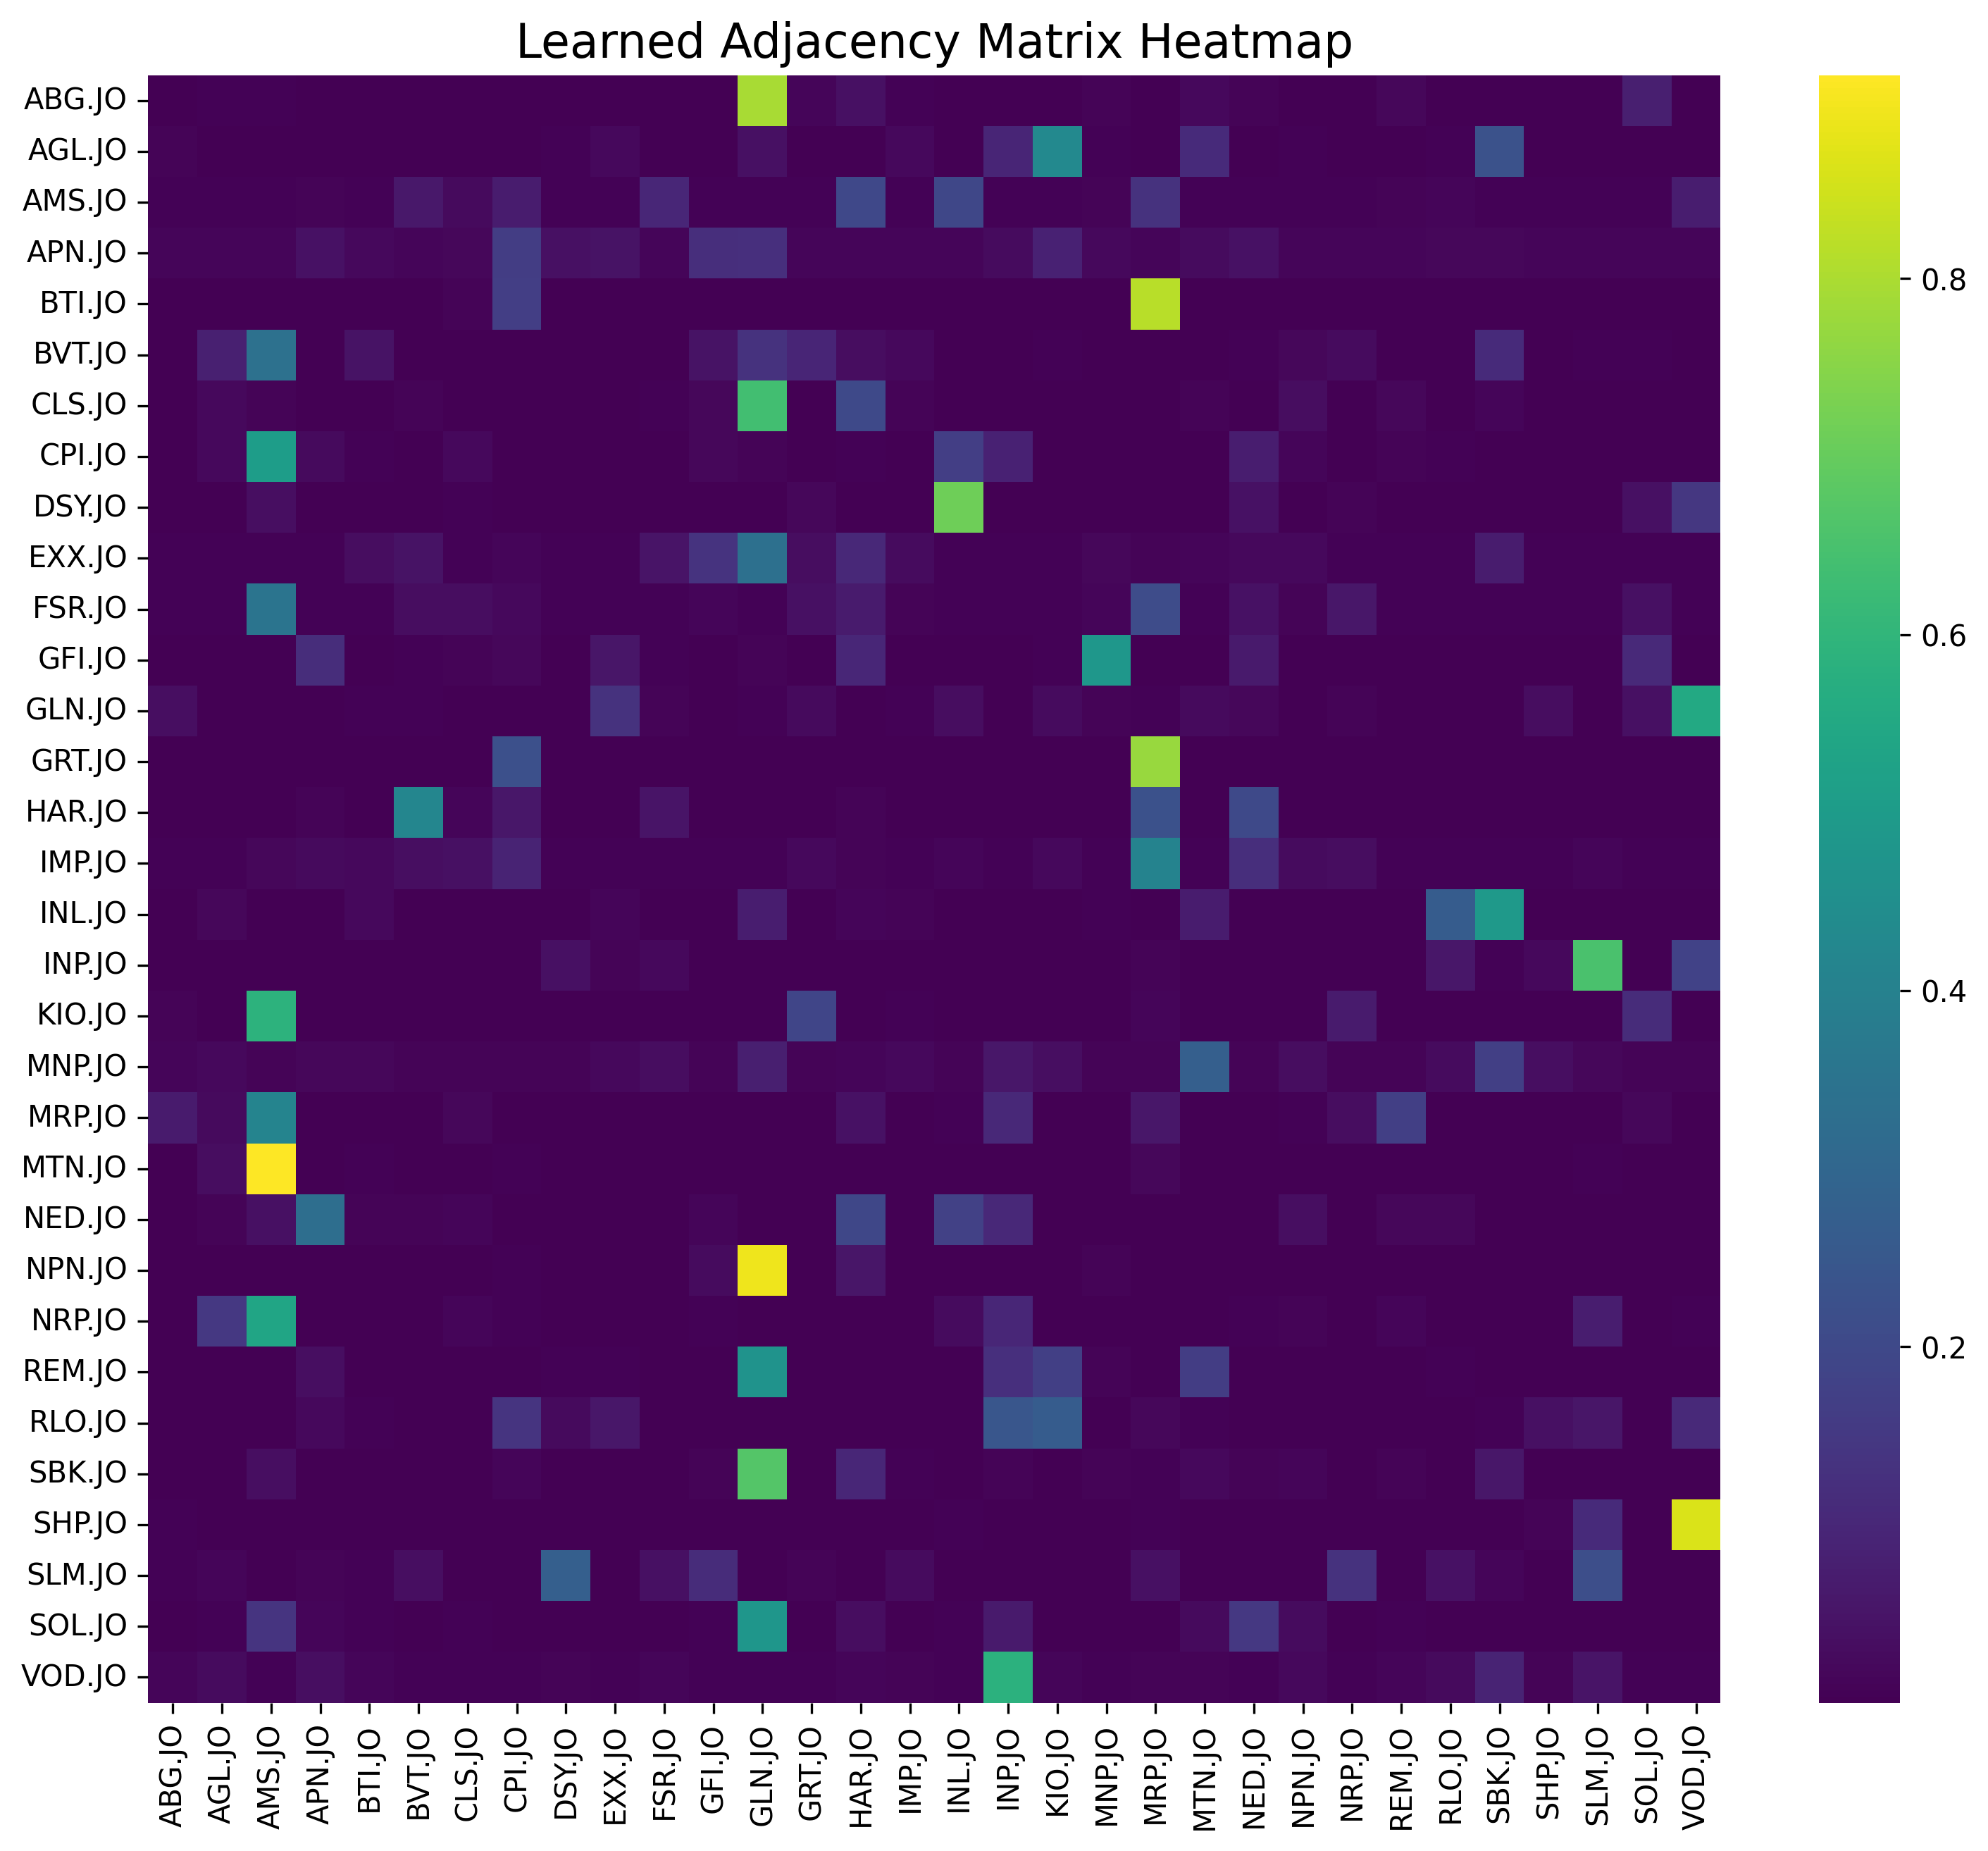 Learned Adjacency Matrix Heatmap
ABG.JO
AGL.JO
AMS.JO
APN.JO
BTI.JO
BVT.JO
CLS.JO
CPI.JO
DSY.JO
EXX.JO
FSR.JO
GFI.JO
GLN.JO
GRT.JO
HAR.JO
IMP.JO
INL.JO
INP.JO
KIO.JO
MNP.JO
MRP.JO
MTN.JO
NED.JO
NPN.JO
NRP.JO
REM.JO
RLO.JO
SBK.JO
SHP.JO
SLM.JO
SOL.JO
VOD.JO
ABG.JO
AGL.JO
AMS.JO
APN.JO
BTI.JO
BVT.JO
CLS.JO
CPI.JO
DSY.JO
EXX.JO
FSR.JO
GFI.JO
GLN.JO
GRT.JO
HAR.JO
IMP.JO
INL.JO
INP.JO
KIO.JO
MNP.JO
MRP.JO
MTN.JO
NED.JO
NPN.JO
NRP.JO
REM.JO
RLO.JO
SBK.JO
SHP.JO
SLM.JO
SOL.JO
VOD.JO
0.8
0.6
0.4
0.2